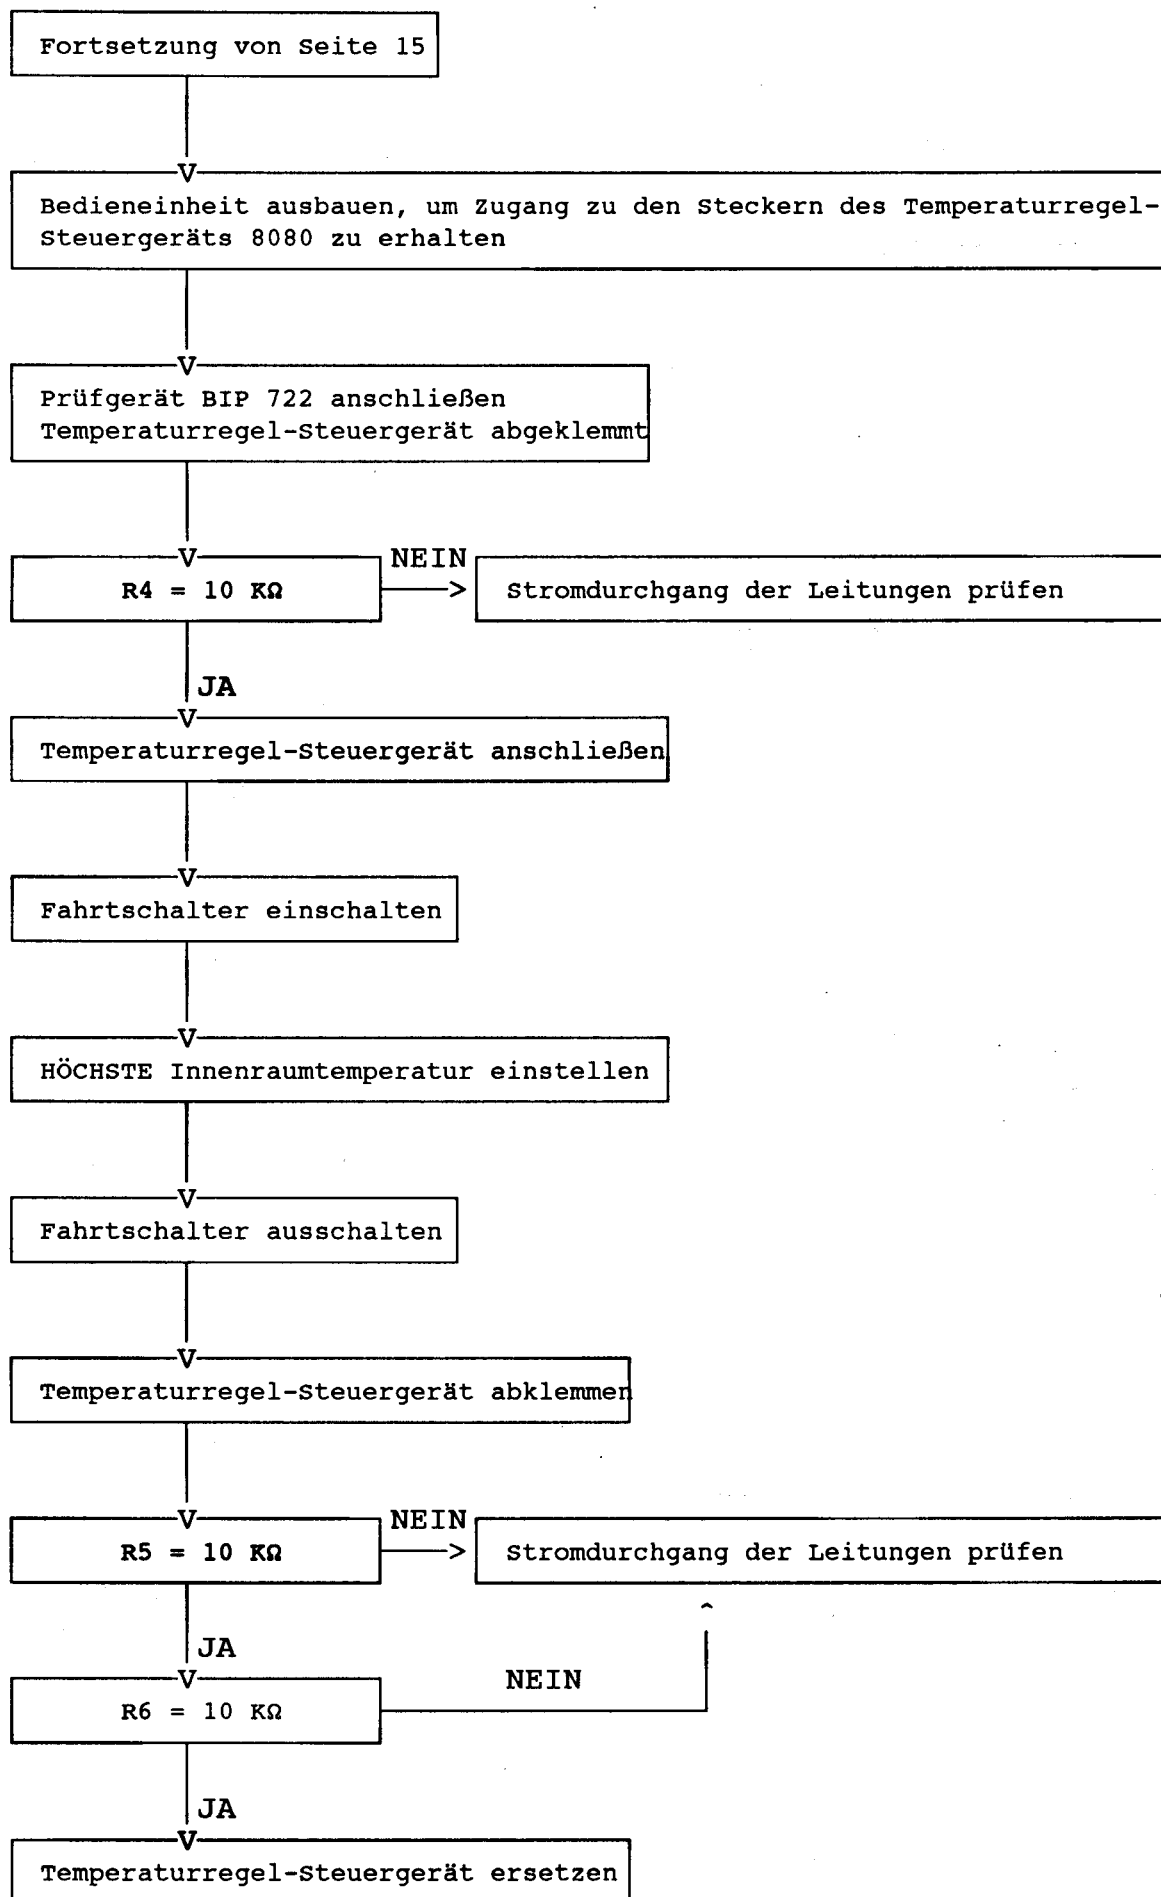 Fortsetzung von Seite 15
Bedieneinheit ausbauen, um Zugang zu den Steckern des Temperaturregel-
Steuergeräts 8080 zu erhalten
Prüfgerät BIP 722 anschließen
Temperaturregel-Steuergerät abgeklemmt
R4 = 10 KΩ
NEIN
Stromdurchgang der Leitungen prüfen
JA
Temperaturregel-Steuergerät anschließen
Fahrtschalter einschalten
HÖCHSTE Innenraumtemperatur einstellen
Fahrtschalter ausschalten
Temperaturregel-Steuergerät abklemmen
R5 = 10 KΩ
NEIN
Stromdurchgang der Leitungen prüfen
JA
R6 = 10 KΩ
NEIN
JA
Temperaturregel-Steuergerät ersetzen